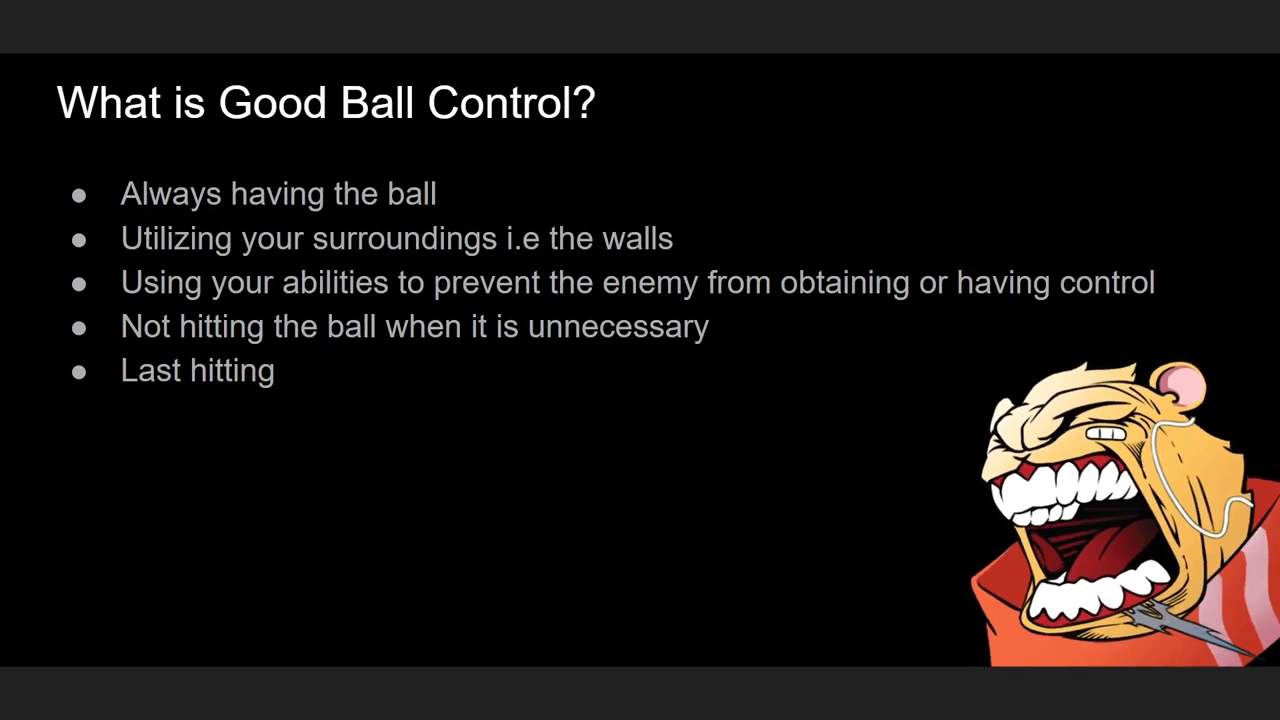 What is Good Ball Control?
● Always having the ball
● Utilizing your surroundings i.e the walls
● Using your abilities to prevent the enemy from obtaining or having control
● Not hitting the ball when it is unnecessary
● Last hitting